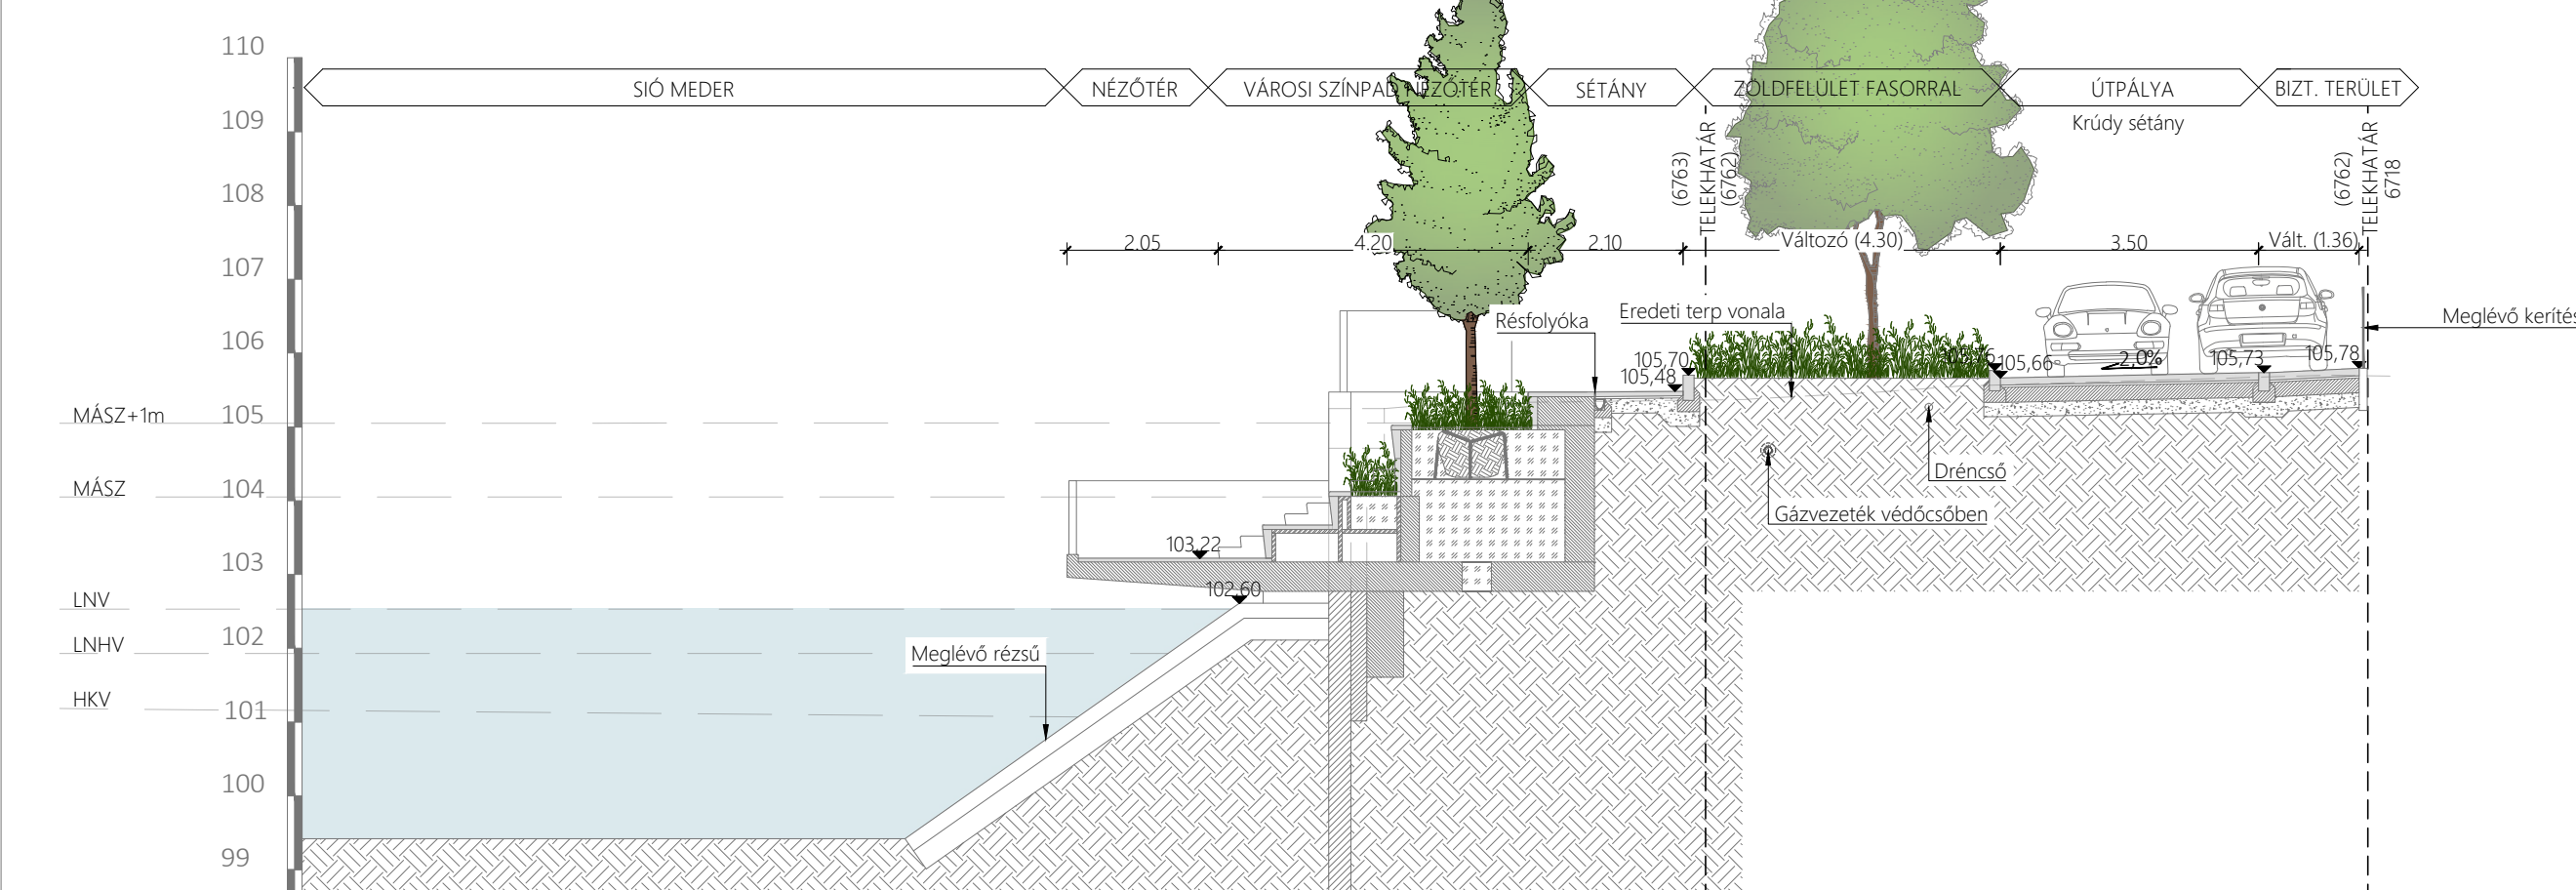 110
SIÓ MEDER
NÉZŐTÉR
VÁROSI SZÍNPAD NÉZŐTÉR
SÉTÁNY
ZÖLDFELÜLET FASORRAL
ÚTPÁLYA
BIZT. TERÜLET
109
Krúdy sétány
(6763)
TELEKHATÁR
(6762)
(6762)
TELEKHATÁR
6718
108
2.05
4.20
2.10
Változó (4.30)
3.50
Vált. (1.36)
107
Eredeti terp vonala
Résfolyóka
Meglévő kerítés
106
105,70
105,48
105,66
2,0%
105,73
105,78
MÁSZ+1m
105
Dréncső
MÁSZ
104
Gázvezeték védőcsőben
103,22
103
102,60
LNV
102
LNHV
Meglévő rézsű
HKV
101
100
99